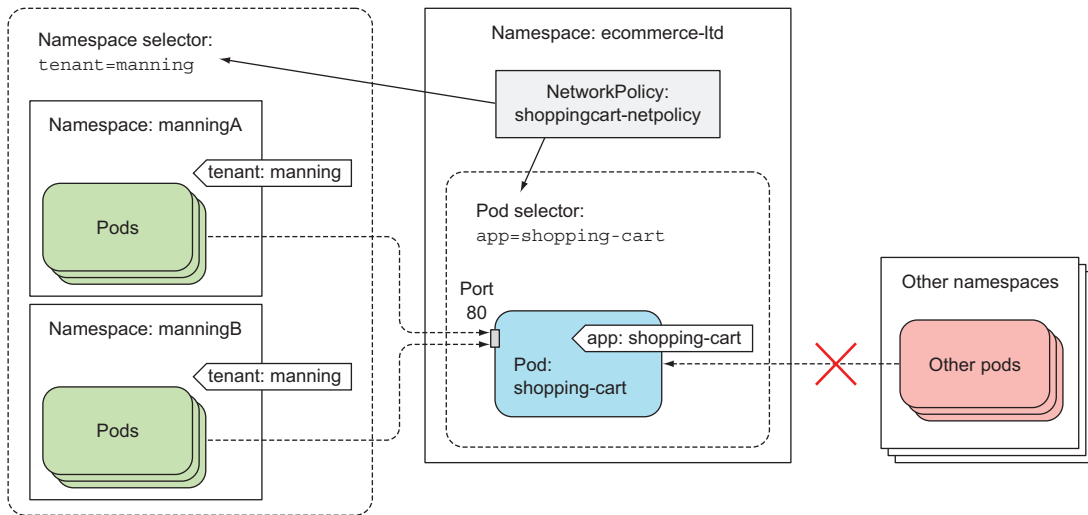 Namespace selector:
tenant=manning
Namespace: manningA
tenant: manning
Pods
Namespace: manningB
tenant: manning
Pods
Namespace: ecommerce-ltd
NetworkPolicy:
shoppingcart-netpolicy
Pod selector:
app=shopping-cart
Port
80
app: shopping-cart
Pod:
shopping-cart
Other namespaces
Other pods